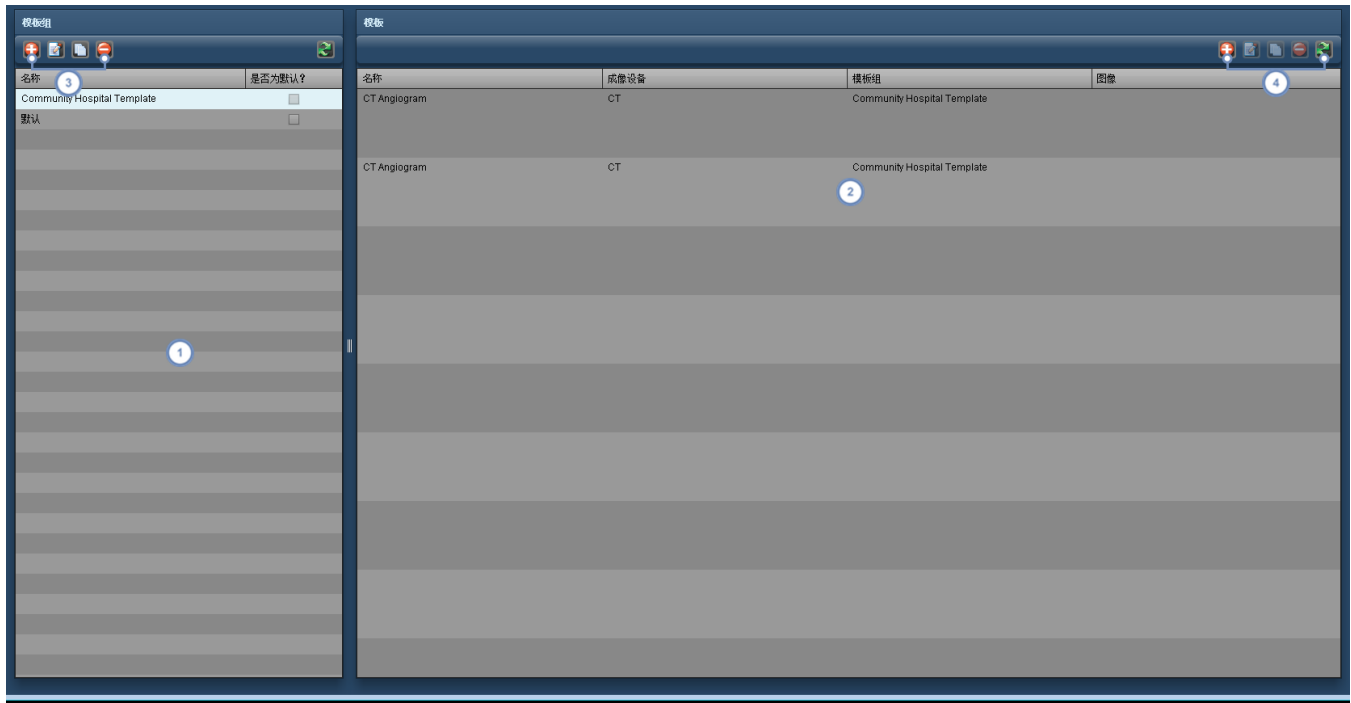 模板组
模板
3
4
名称 是否为默认?
名称 成像设备 模板组 图像
Community Hospital Template
默认
CT Angiogram CT Community Hospital Template
CT Angiogram CT Community Hospital Template
2
1